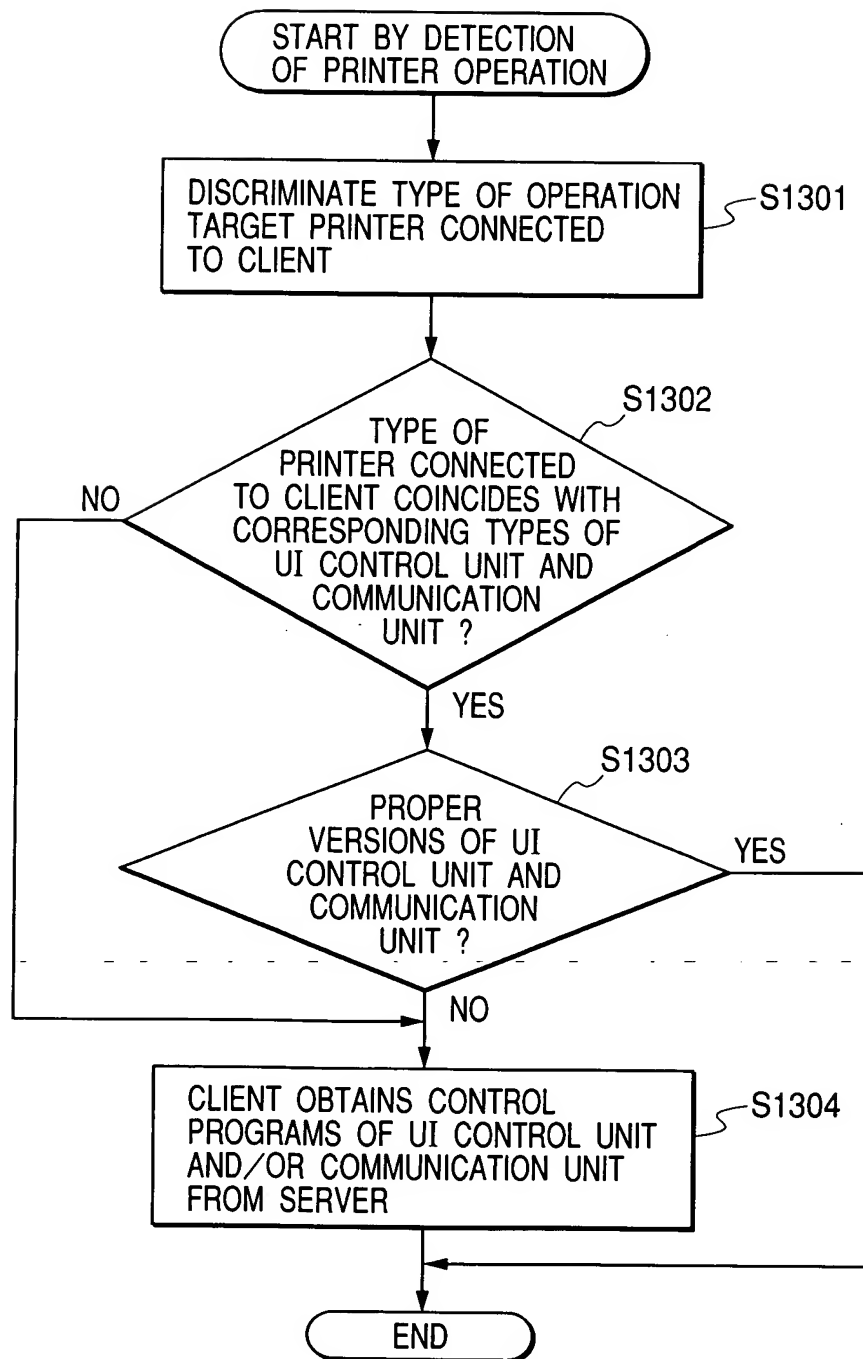 START BY DETECTION
OF PRINTER OPERATION
DISCRIMINATE TYPE OF OPERATION
TARGET PRINTER CONNECTED
TO CLIENT
S1301
S1302
TYPE OF
PRINTER CONNECTED
TO CLIENT COINCIDES WITH
CORRESPONDING TYPES OF
UI CONTROL UNIT AND
COMMUNICATION
UNIT ?
NO
YES
S1303
PROPER
VERSIONS OF UI
CONTROL UNIT AND
COMMUNICATION
UNIT ?
YES
NO
CLIENT OBTAINS CONTROL
PROGRAMS OF UI CONTROL UNIT
AND/OR COMMUNICATION UNIT
FROM SERVER
S1304
END